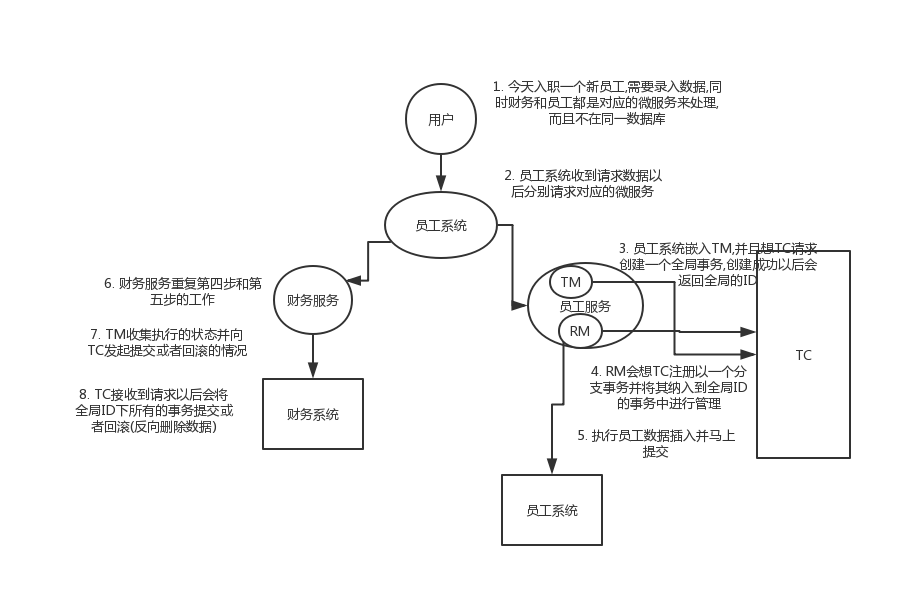 1. 今天入职一个新员工,需要录入数据,同
时财务和员工都是对应的微服务来处理,
而且不在同一数据库
用户
2. 员工系统收到请求数据以
后分别请求对应的微服务
员工系统
3. 员工系统嵌入TM,并且想TC请求
创建一个全局事务,创建成功以后会
返回全局的ID
6. 财务服务重复第四步和第
五步的工作
财务服务
TM
员工服务
RM
7. TM收集执行的状态并向
TC发起提交或者回滚的情况
TC
4. RM会想TC注册以一个分
支事务并将其纳入到全局ID
的事务中进行管理
8. TC接收到请求以后会将
全局ID下所有的事务提交或
者回滚(反向删除数据)
财务系统
5. 执行员工数据插入并马上
提交
员工系统